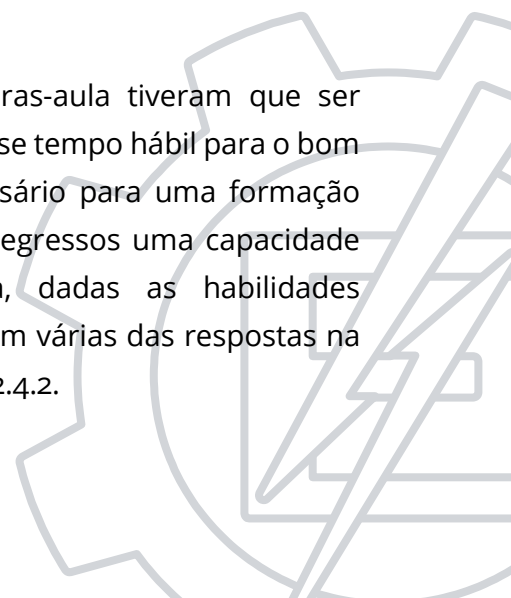 ras-aula tiveram que ser
se tempo hábil para o bom
sário para uma formação
egressos uma capacidade
, dadas as habilidades
m várias das respostas na
2.4.2.